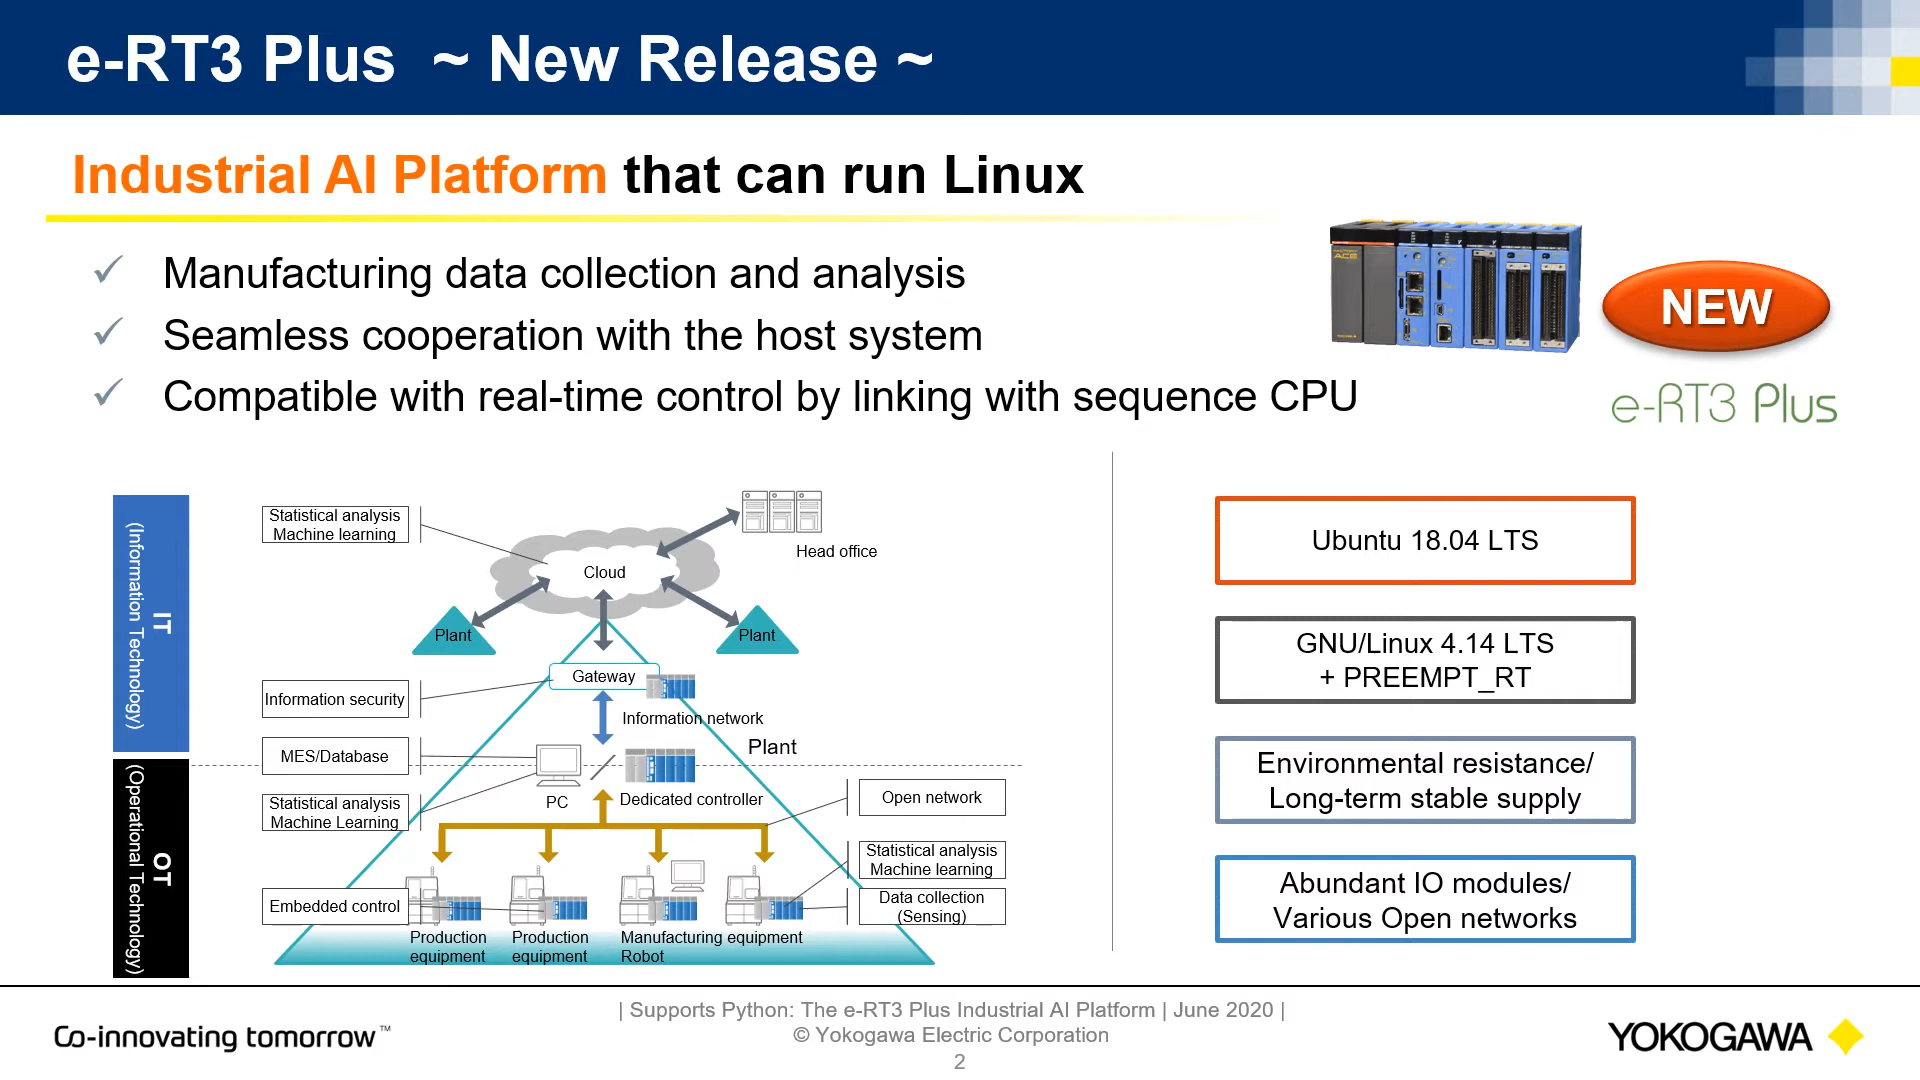 e-RT3 Plus ~ New Release ~
Industrial AI Platform that can run Linux
✓ Manufacturing data collection and analysis
✓ Seamless cooperation with the host system
✓ Compatible with real-time control by linking with sequence CPU
ACE
NEW
e-RT3 Plus
IT
(Information Technology)
OT
(Operational Technology)
Statistical analysis
Machine learning
Head office
Cloud
Plant
Plant
Gateway
Information security
Information network
Plant
MES/Database
PC
Dedicated controller
Statistical analysis
Machine Learning
Open network
Statistical analysis
Machine learning
Embedded control
Data collection
(Sensing)
Production
equipment
Production
equipment
Manufacturing equipment
Robot
Ubuntu 18.04 LTS
GNU/Linux 4.14 LTS
+ PREEMPT_RT
Environmental resistance/
Long-term stable supply
Abundant IO modules/
Various Open networks
Co-innovating tomorrow™
| Supports Python: The e-RT3 Plus Industrial AI Platform | June 2020 |
© Yokogawa Electric Corporation
2
YOKOGAWA